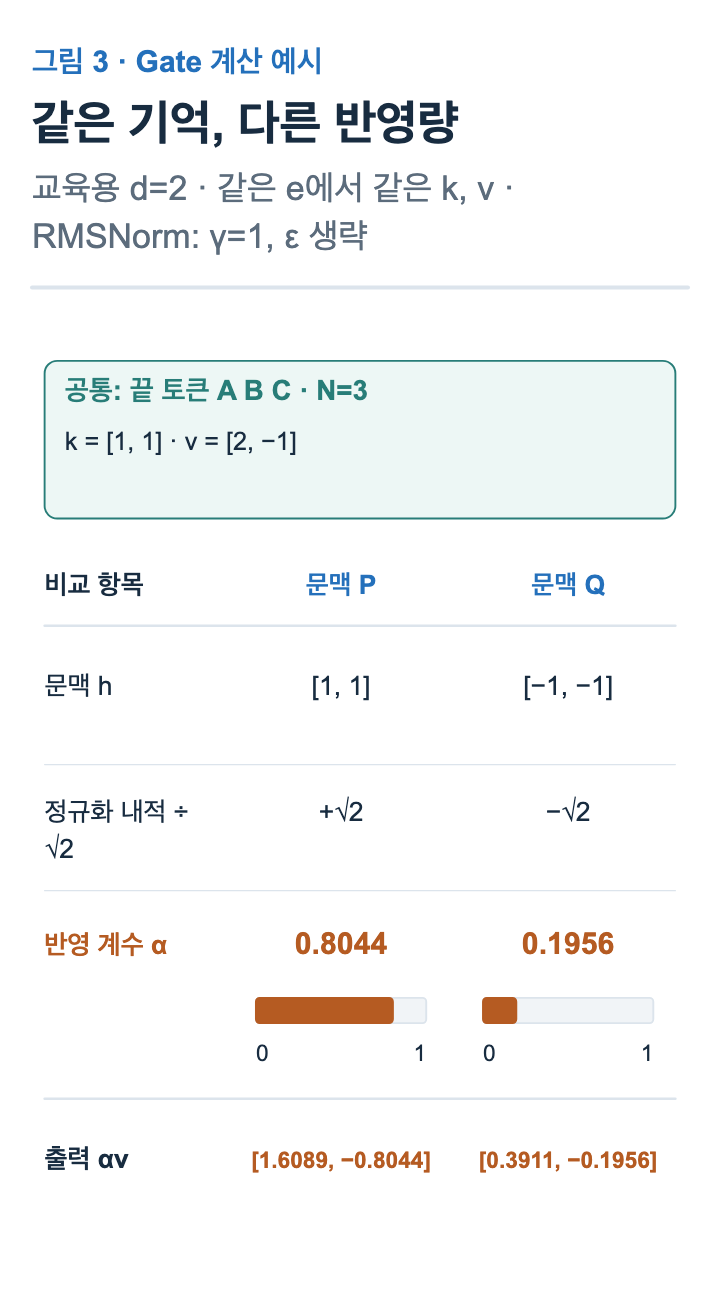 그림 3 · Gate 계산 예시
같은 기억, 다른 반영량
교육용 d=2 · 같은 e에서 같은 k, v ·
RMSNorm: γ=1, ε 생략
공통: 끝 토큰 A B C · N=3
k = [1, 1] · v = [2, −1]
비교 항목 문맥 P 문맥 Q
문맥 h [1, 1] [−1, −1]
정규화 내적 ÷ +√2 −√2
√2
반영 계수 α 0.8044 0.1956
0 1 0 1
출력 αv [1.6089, −0.8044] [0.3911, −0.1956]